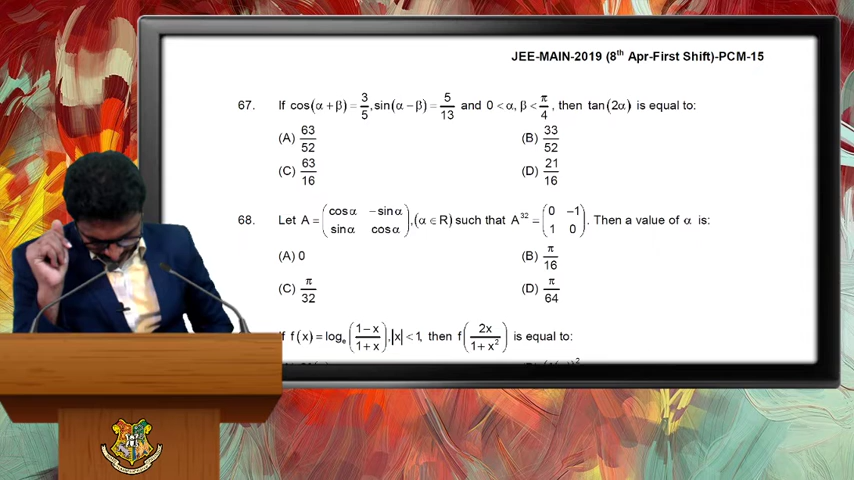 JEE-MAIN-2019 (8th Apr-First Shift)-PCM-15
67. If cos(α + β) = 3/5, sin(α − β) = 5/13 and 0 < α, β < π/4, then tan(2α) is equal to:
(A) 63/52 (B) 33/52
(C) 63/16 (D) 21/16
68. Let A = (cosα −sinα; sinα cosα), (α ∈ R) such that A^32 = (0 −1; 1 0). Then a value of α is:
(A) 0 (B) π/16
(C) π/32 (D) π/64
f f(x) = logₑ((1−x)/(1+x)), |x| < 1, then f(2x/(1+x²)) is equal to: